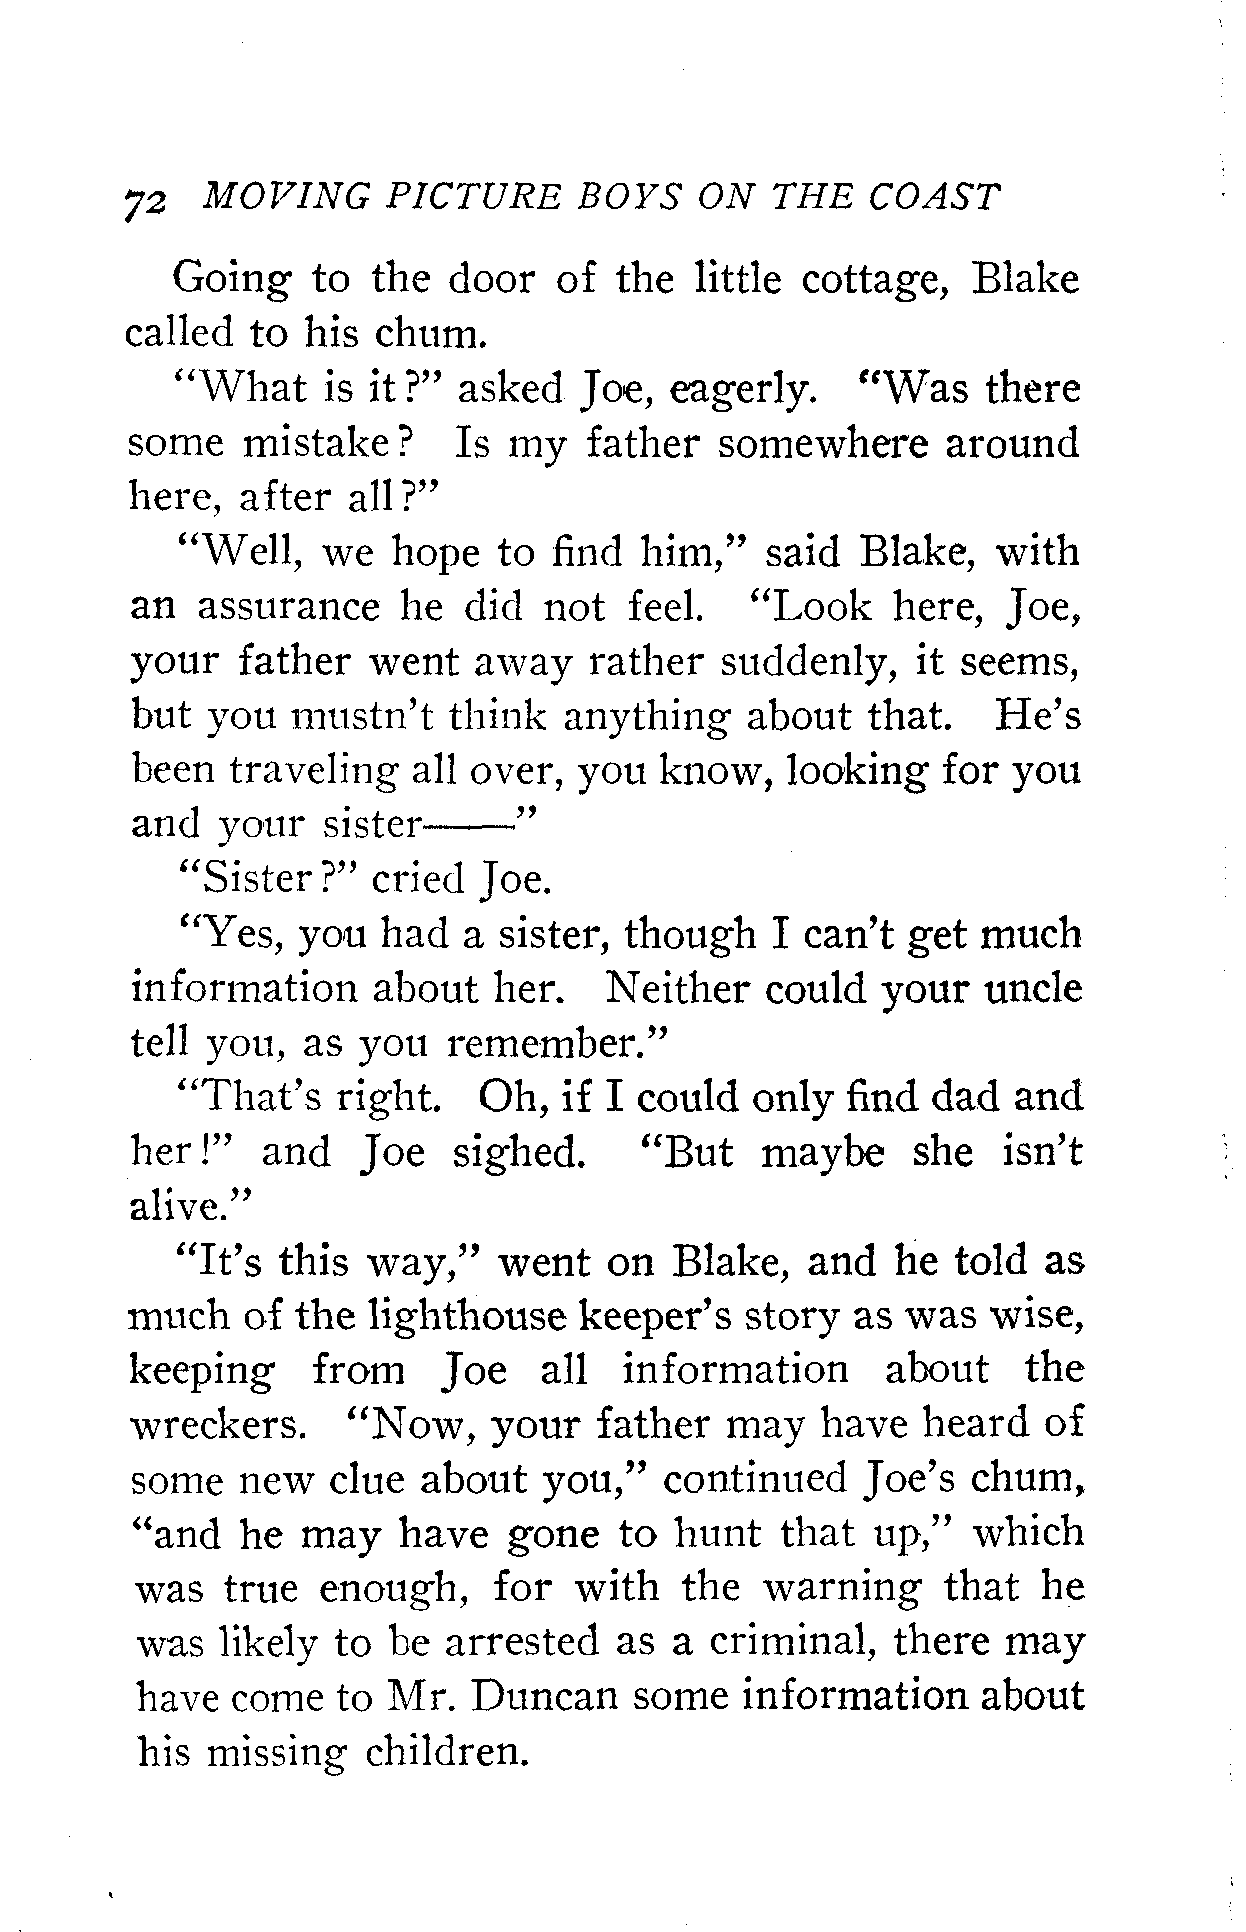 72 MOVING PICTURE BOYS ON THE COAST
Going to the door of the little cottage, Blake
called to his chum.
“What is it?” asked Joe, eagerly. “Was there
some mistake? Is my father somewhere around
here, after all?”
“Well, we hope to find him,” said Blake, with
an assurance he did not feel. “Look here, Joe,
your father went away rather suddenly, it seems,
but you mustn’t think anything about that. He’s
been traveling all over, you know, looking for you
and your sister——”
“Sister?” cried Joe.
“Yes, you had a sister, though I can’t get much
information about her. Neither could your uncle
tell you, as you remember.”
“That’s right. Oh, if I could only find dad and
her!” and Joe sighed. “But maybe she isn’t
alive.”
“It’s this way,” went on Blake, and he told as
much of the lighthouse keeper’s story as was wise,
keeping from Joe all information about the
wreckers. “Now, your father may have heard of
some new clue about you,” continued Joe’s chum,
“and he may have gone to hunt that up,” which
was true enough, for with the warning that he
was likely to be arrested as a criminal, there may
have come to Mr. Duncan some information about
his missing children.